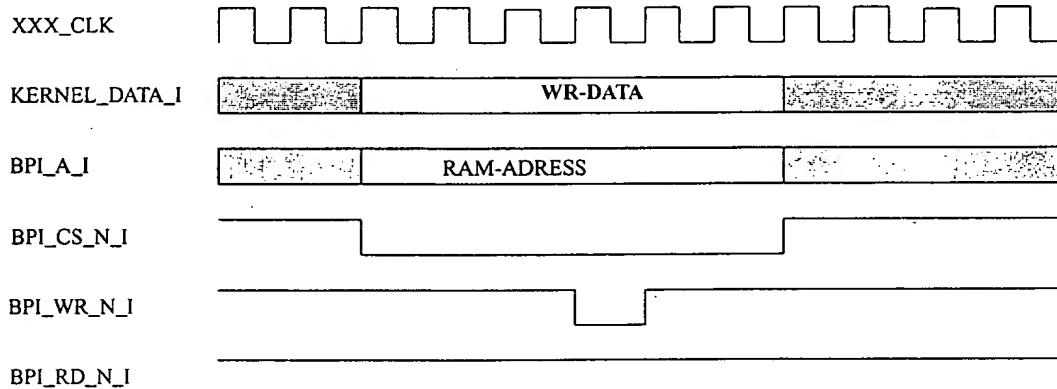 XXX_CLK
KERNEL_DATA_I WR-DATA
BPI_A_I RAM-ADRESS
BPI_CS_N_I
BPI_WR_N_I
BPI_RD_N_I